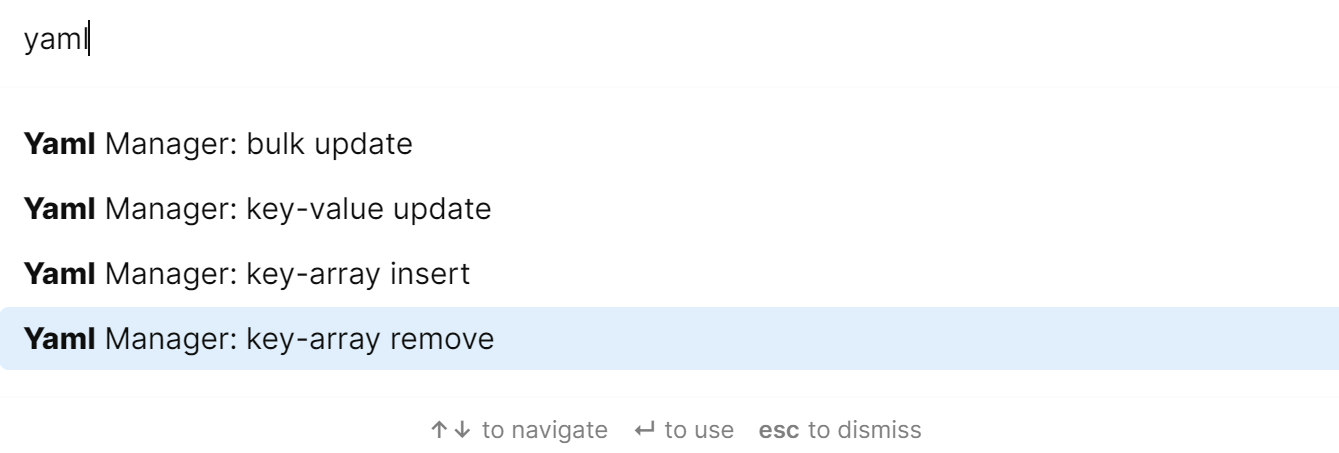 yaml
Yaml Manager: bulk update
Yaml Manager: key-value update
Yaml Manager: key-array insert
Yaml Manager: key-array remove
↑↓ to navigate ↵ to use esc to dismiss